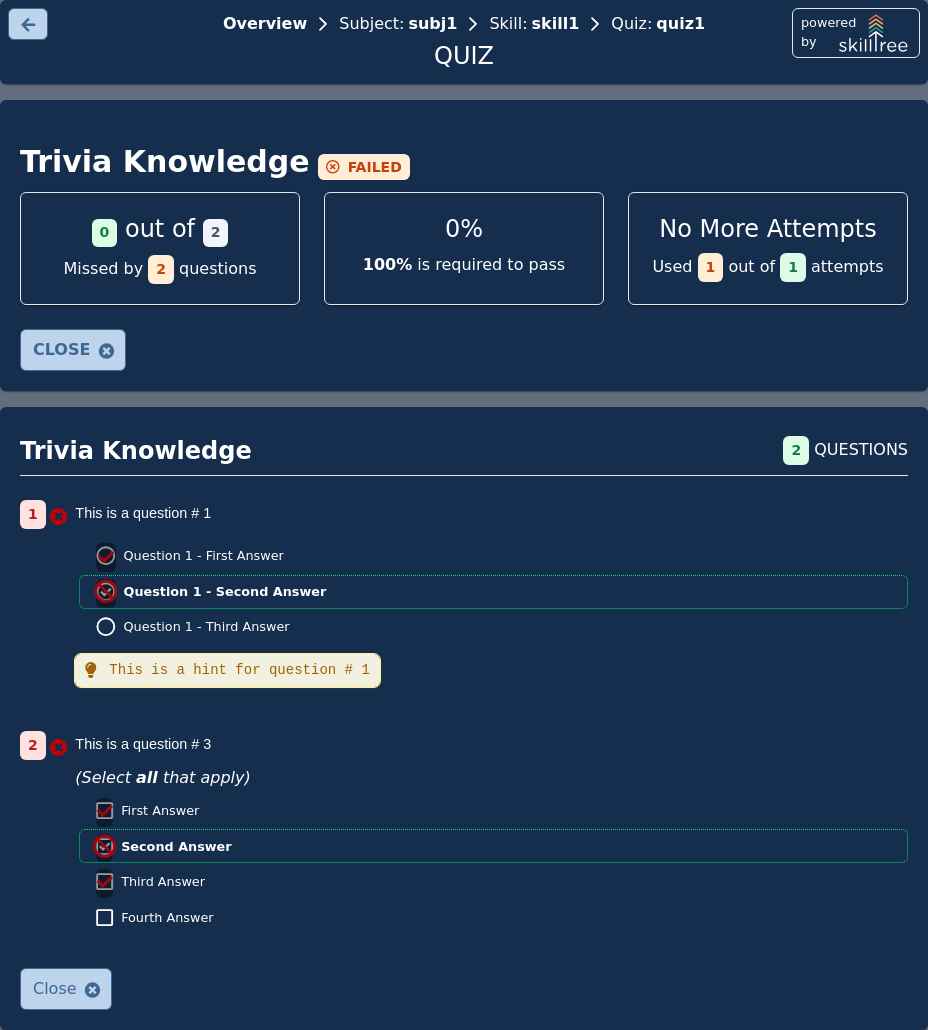 Overview > Subject: subj1 > Skill: skill1 > Quiz: quiz1
QUIZ
powered by skilltree
Trivia Knowledge FAILED
0 out of 2
Missed by 2 questions
0%
100% is required to pass
No More Attempts
Used 1 out of 1 attempts
CLOSE
Trivia Knowledge 2 QUESTIONS
1 This is a question # 1
Question 1 - First Answer
Question 1 - Second Answer
Question 1 - Third Answer
This is a hint for question # 1
2 This is a question # 3
(Select all that apply)
First Answer
Second Answer
Third Answer
Fourth Answer
Close